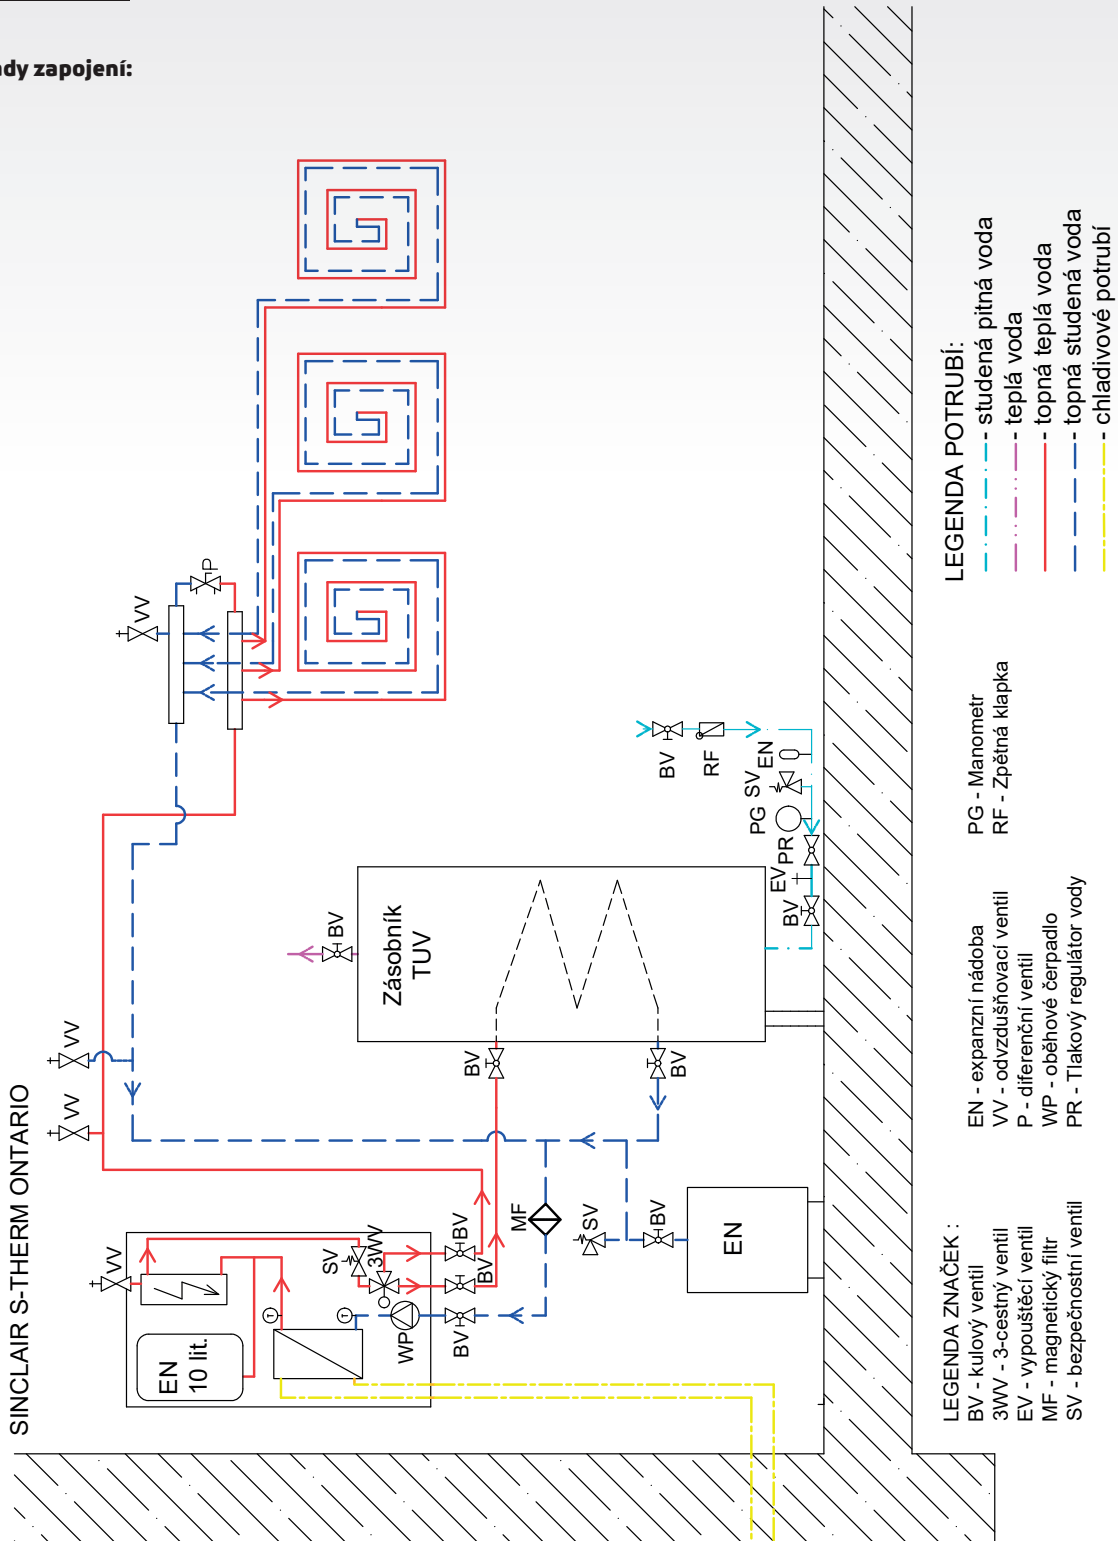 ady zapojení:
SINCLAIR S-THERM ONTARIO
VV
VV
VV
VV
P
EN
10 lit.
T
T
SV
3WV
WP
BV
BV
BV
MF
SV
BV
EN
BV
BV
Zásobník
TUV
BV
BV
RF
EN
SV
PG
PR
EV
BV
LEGENDA ZNAČEK :
BV - kulový ventil
3WV - 3-cestný ventil
EV - vypouštěcí ventil
MF - magnetický filtr
SV - bezpečnostní ventil
EN - expanzní nádoba
VV - odvzdušňovací ventil
P - diferenční ventil
WP - oběhové čerpadlo
PR - Tlakový regulátor vody
PG - Manometr
RF - Zpětná klapka
LEGENDA POTRUBÍ:
- studená pitná voda
- teplá voda
- topná teplá voda
- topná studená voda
- chladivové potrubí